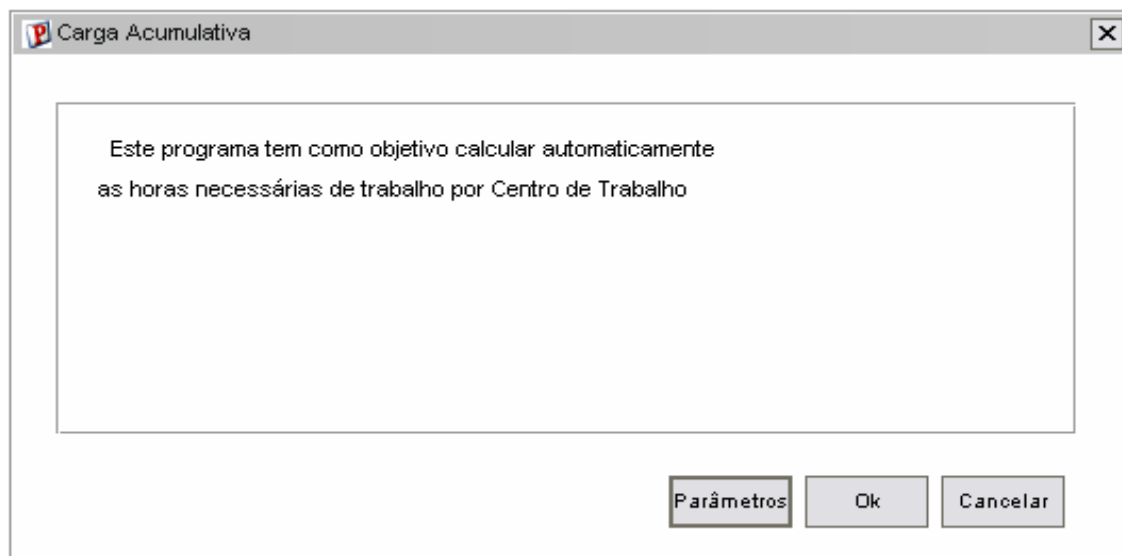 Carga Acumulativa
Este programa tem como objetivo calcular automaticamente
as horas necessárias de trabalho por Centro de Trabalho
Parâmetros Ok Cancelar